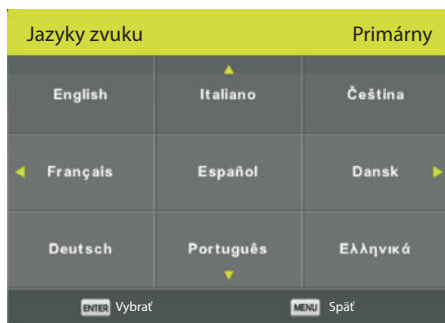 Jazyky zvuku Primárny
English Italiano Čeština
Français Español Dansk
Deutsch Português Ελληνικά
ENTER Vybrať MENU Späť